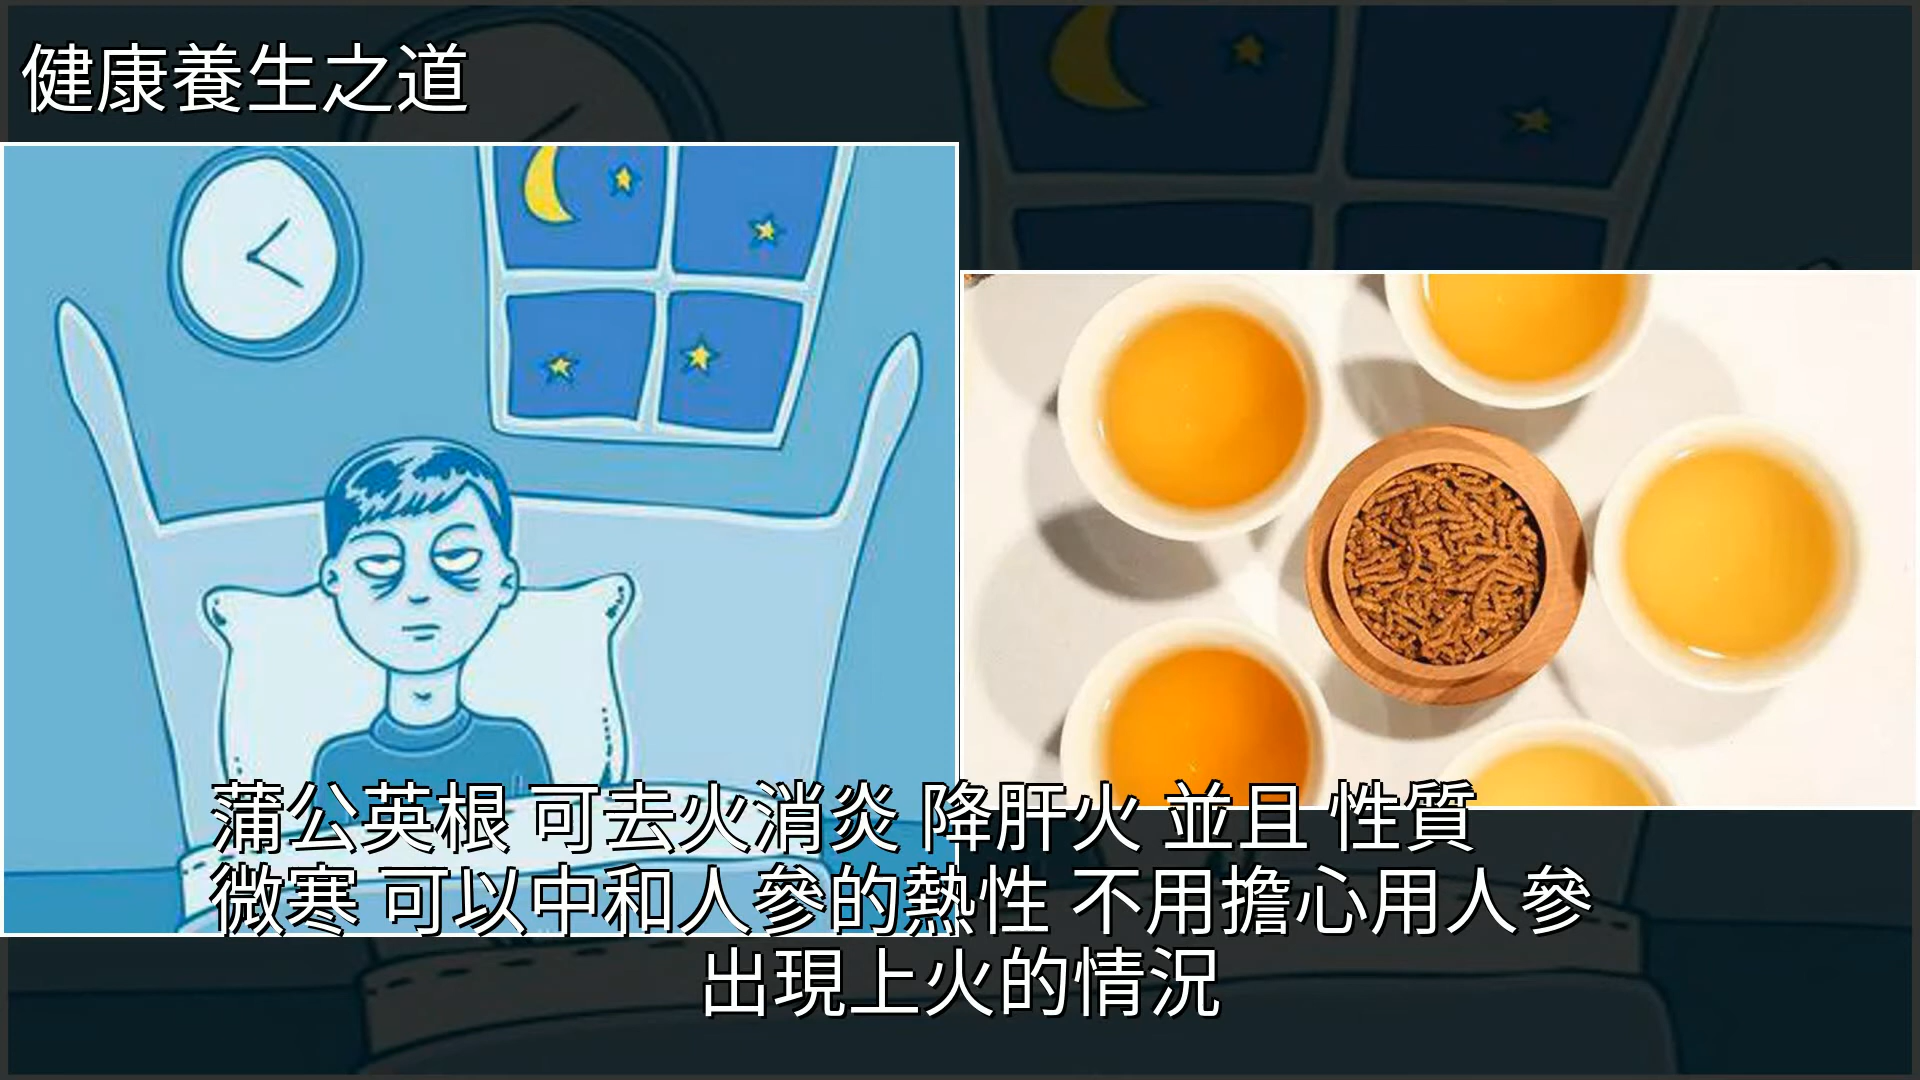 健康養生之道
蒲公英根 可去火消炎 降肝火 並且 性質
微寒 可以中和人參的熱性 不用擔心用人參
出現上火的情況